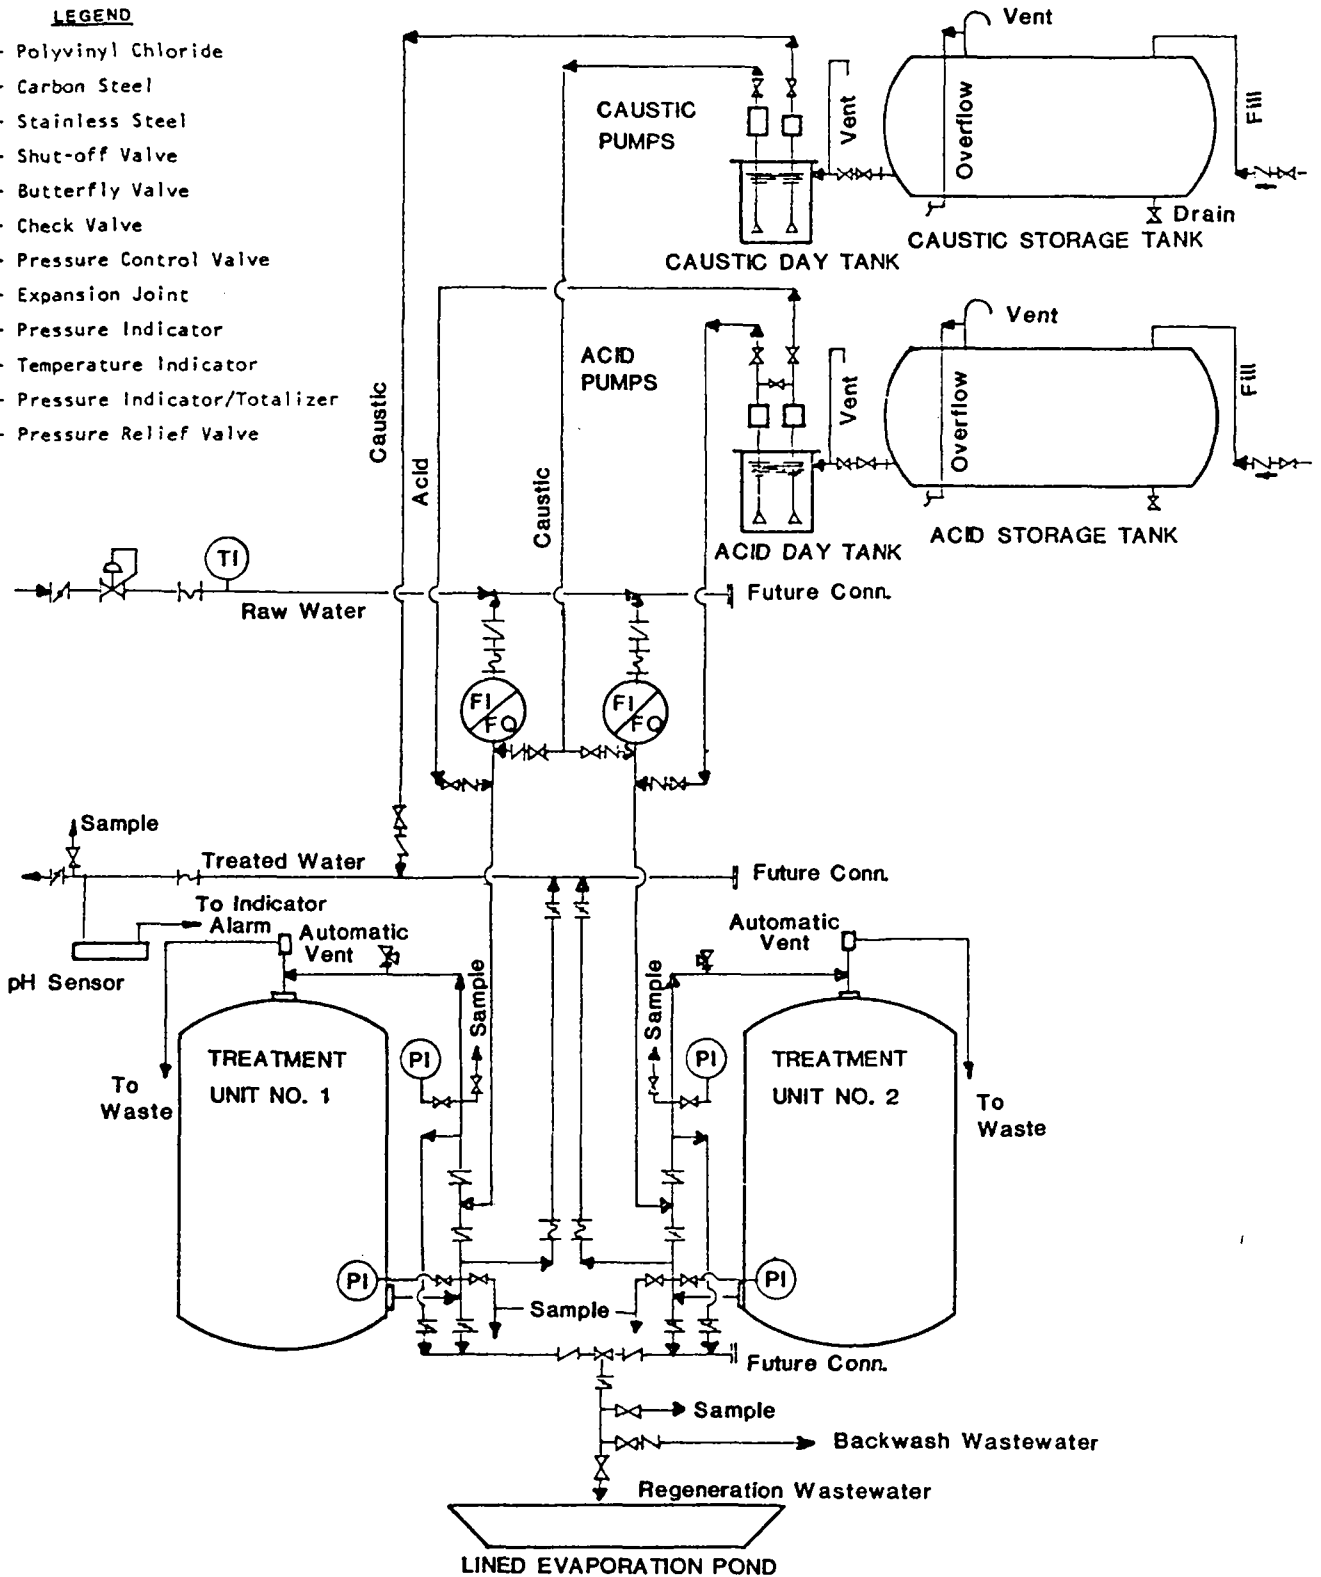 LEGEND
- Polyvinyl Chloride
- Carbon Steel
- Stainless Steel
- Shut-off Valve
- Butterfly Valve
- Check Valve
- Pressure Control Valve
- Expansion Joint
- Pressure Indicator
- Temperature Indicator
- Pressure Indicator/Totalizer
- Pressure Relief Valve
Vent
Overflow
Fill
Vent
CAUSTIC
PUMPS
Drain
CAUSTIC STORAGE TANK
CAUSTIC DAY TANK
Vent
Overflow
Fill
Vent
ACID
PUMPS
ACID STORAGE TANK
ACID DAY TANK
Caustic
Acid
Caustic
TI
Raw Water
Future Conn.
FI
FQ
FI
FQ
Sample
Treated Water
Future Conn.
To Indicator
Alarm
pH Sensor
Automatic
Vent
Automatic
Vent
Sample
Sample
To
Waste
TREATMENT
UNIT NO. 1
PI
PI
TREATMENT
UNIT NO. 2
To
Waste
PI
PI
Sample
Future Conn.
Sample
Backwash Wastewater
Regeneration Wastewater
LINED EVAPORATION POND